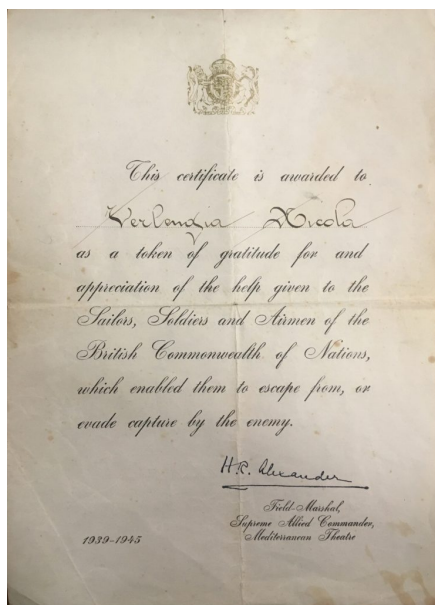 This certificate is awarded to
Verlengia Nicola
as a token of gratitude for and
appreciation of the help given to the
Sailors, Soldiers and Airmen of the
British Commonwealth of Nations,
which enabled them to escape from, or
evade capture by the enemy.
H.R. Alexander
Field-Marshal,
Supreme Allied Commander,
Mediterranean Theatre
1939-1945